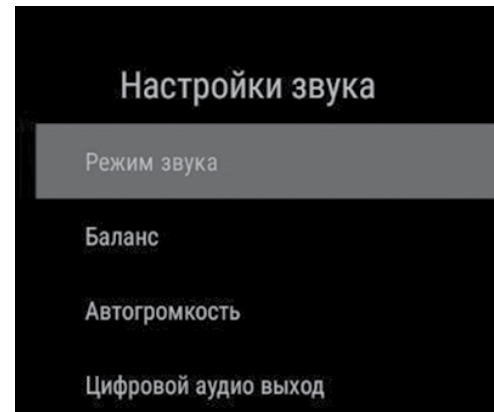 Настройки звука
Режим звука
Баланс
Автогромкость
Цифровой аудио выход